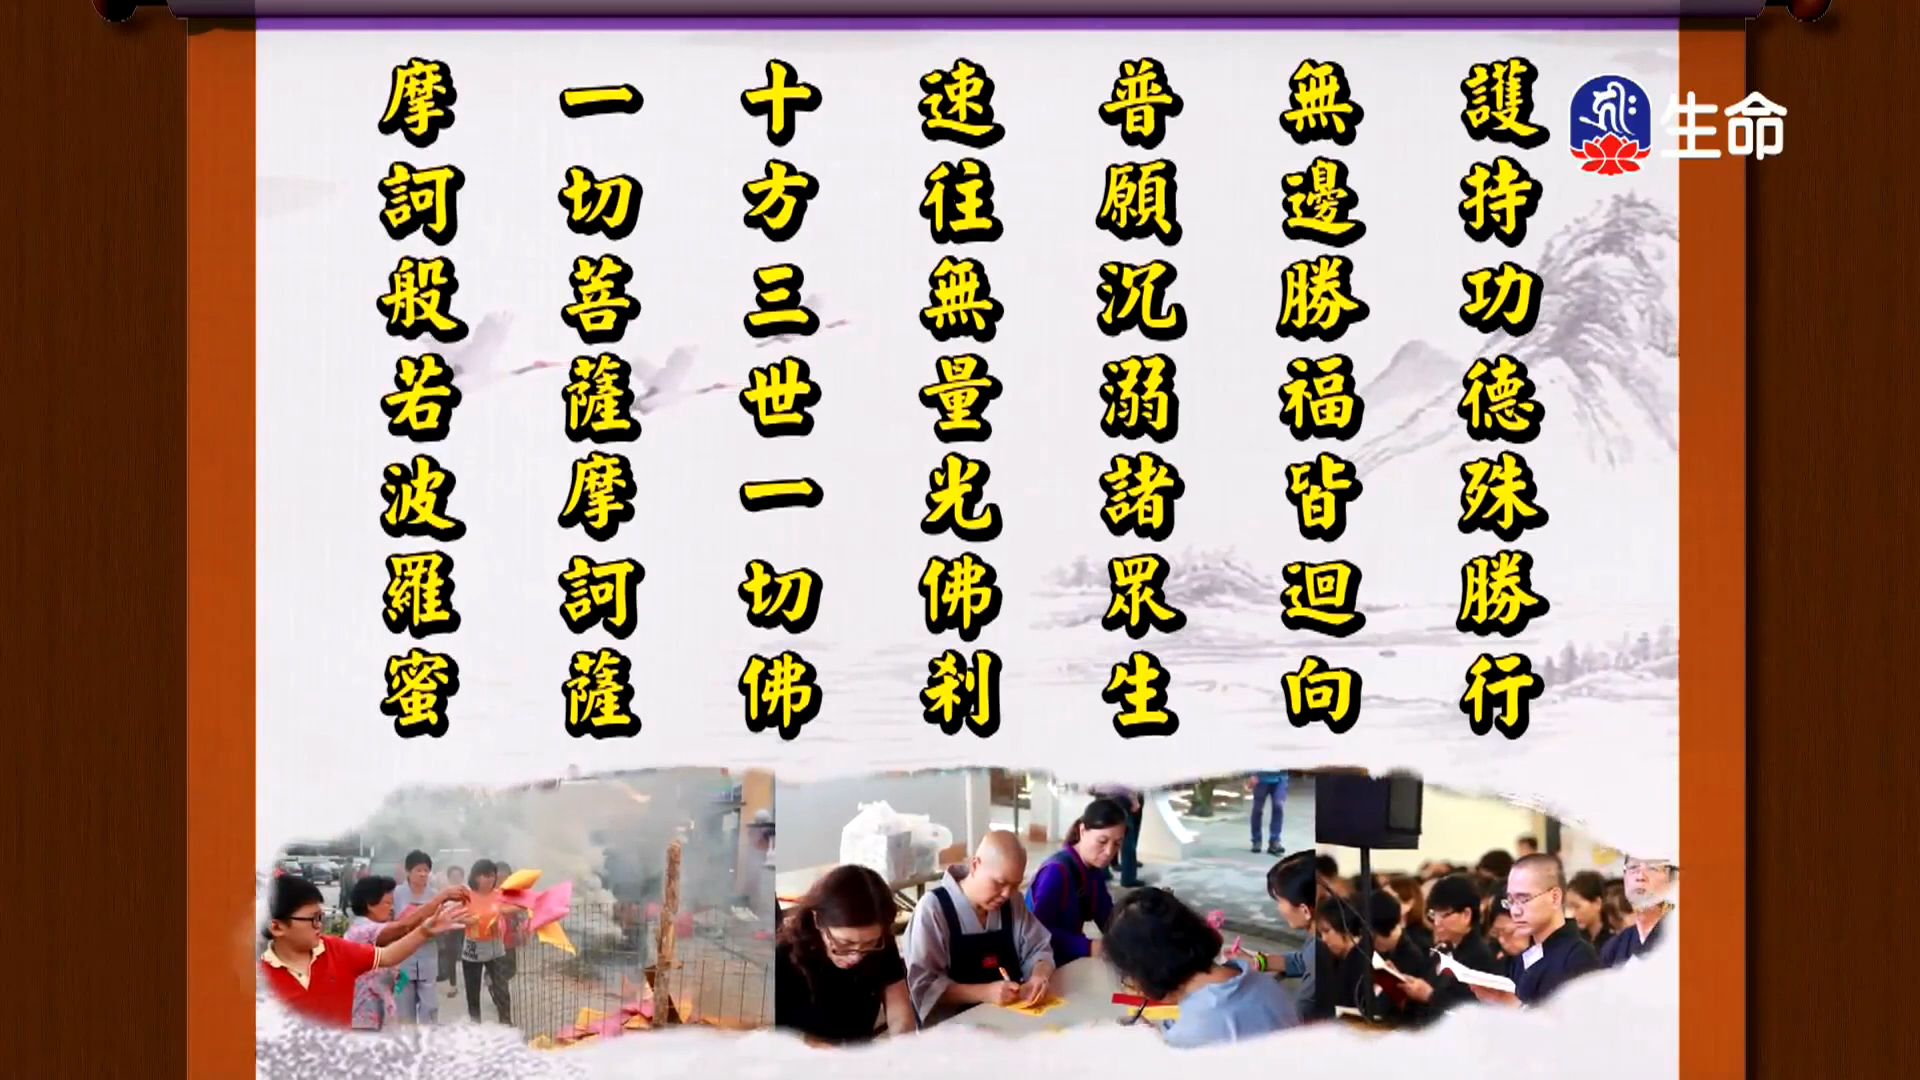 護持功德殊勝行
無邊勝福皆迴向
普願沉溺諸眾生
速往無量光佛剎
十方三世一切佛
一切菩薩摩訶薩
摩訶般若波羅蜜
生命